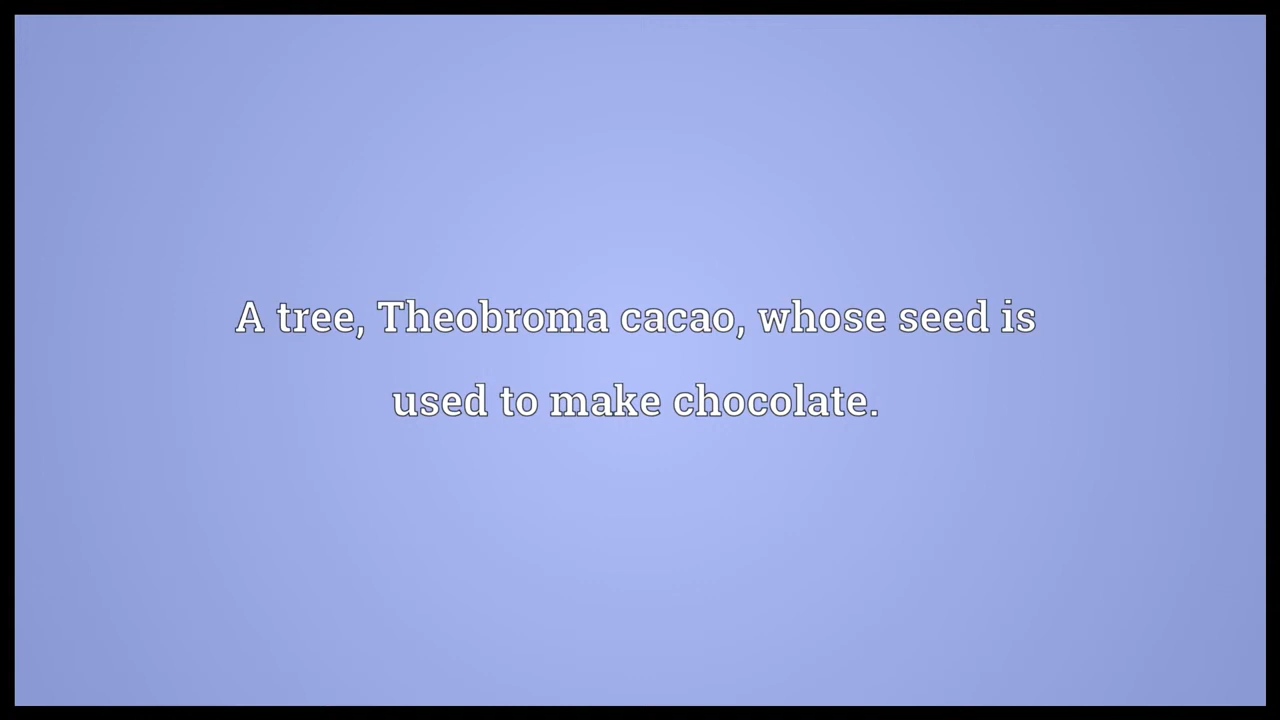 A tree, Theobroma cacao, whose seed is
used to make chocolate.